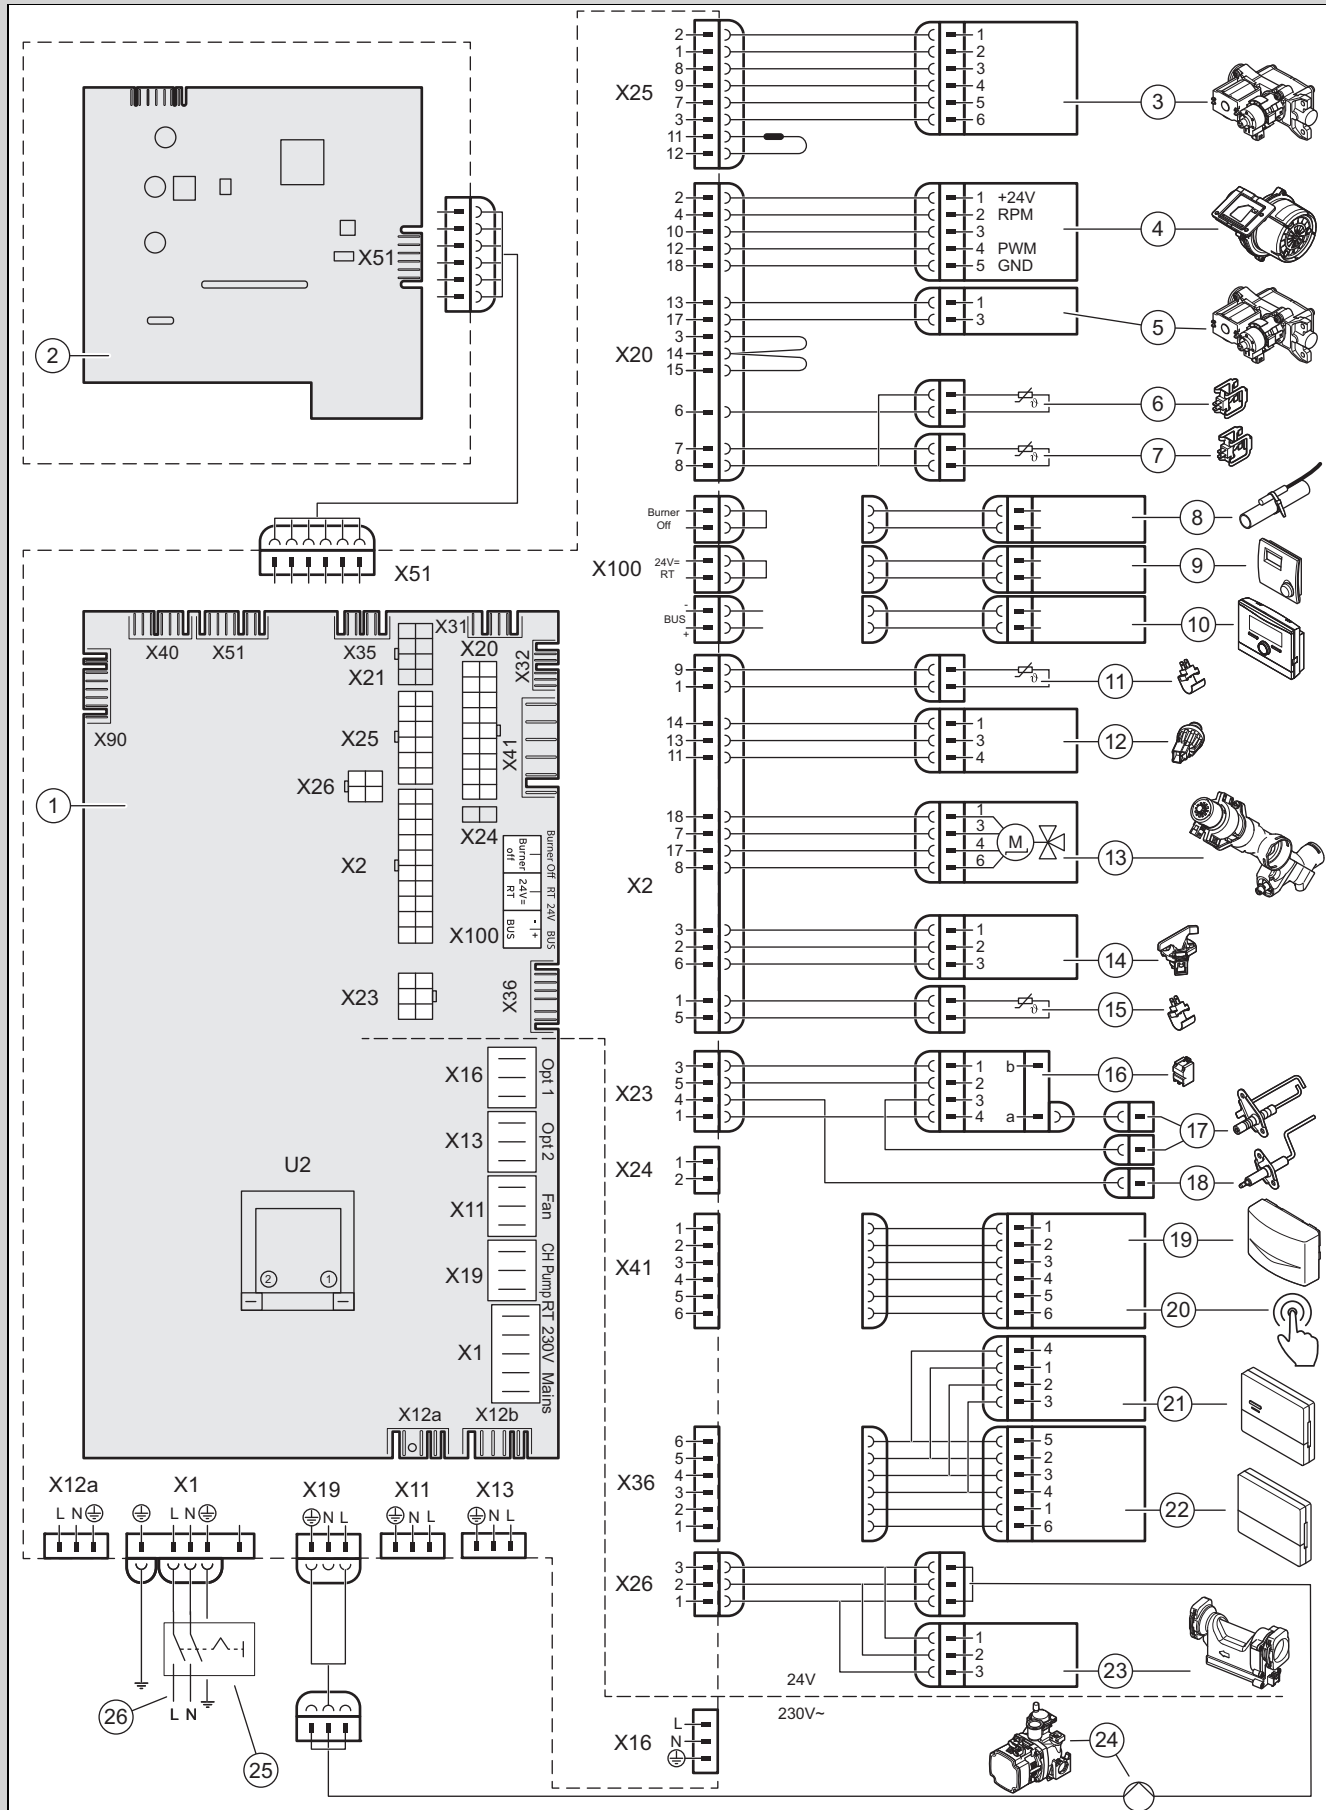 X25
2
1
8
9
7
3
11
12
1
2
3
4
5
6
3
X20
2
4
10
12
18
13
17
3
14
15
6
7
8
1 +24V
2 RPM
3
4 PWM
5 GND
4
1
3
5
ϑ
6
ϑ
7
X51
2
X51
X100
Burner
Off
24V=
RT
-
BUS
+
8
9
10
X2
9
1
14
13
11
18
7
17
8
3
2
6
1
5
ϑ
11
1
3
4
12
1
3
4
6
M
13
1
2
3
14
ϑ
15
X40
X51
X35
X31
X21
X20
X32
X90
X25
X26
X41
X24
X2
X100
Burner
off
24V=
RT
BUS
- +
Burner Off RT 24V BUS
X23
X36
1
X16
Opt 1
X13
Opt 2
X11
Fan
X19
CH Pump
X1
RT 230V Mains
U2
2
1
X12a
X12b
X23
3
5
4
1
1
2
3
4
b
a
16
17
18
X24
1
2
X41
1
2
3
4
5
6
1
2
3
4
5
6
19
20
4
1
2
3
21
X36
6
5
4
3
2
1
5
2
3
4
1
6
22
X26
3
2
1
1
2
3
23
24V
230V~
X16
L
N
24
X12a
L N
X1
L N
X19
N L
X11
N L
X13
N L
26
L N
25